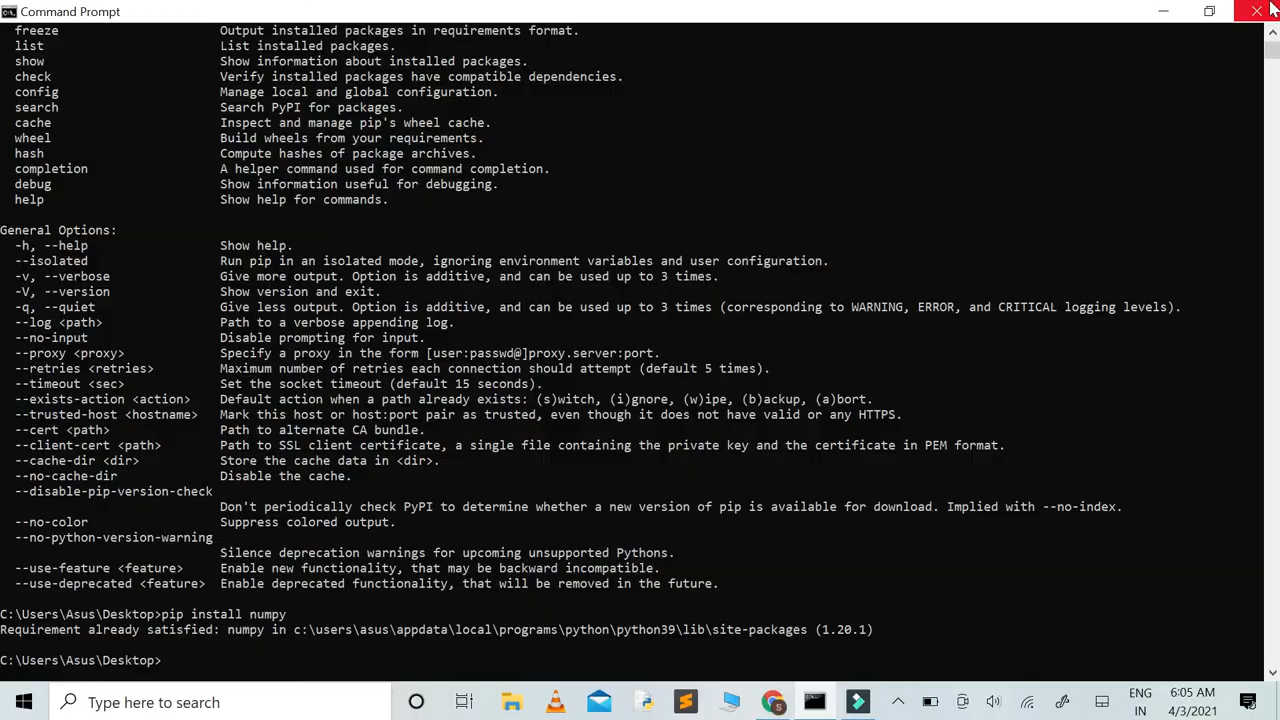 Command Prompt
freeze Output installed packages in requirements format.
list List installed packages.
show Show information about installed packages.
check Verify installed packages have compatible dependencies.
config Manage local and global configuration.
search Search PyPI for packages.
cache Inspect and manage pip's wheel cache.
wheel Build wheels from your requirements.
hash Compute hashes of package archives.
completion A helper command used for command completion.
debug Show information useful for debugging.
help Show help for commands.
General Options:
-h, --help Show help.
--isolated Run pip in an isolated mode, ignoring environment variables and user configuration.
-v, --verbose Give more output. Option is additive, and can be used up to 3 times.
-V, --version Show version and exit.
-q, --quiet Give less output. Option is additive, and can be used up to 3 times (corresponding to WARNING, ERROR, and CRITICAL logging levels).
--log <path> Path to a verbose appending log.
--no-input Disable prompting for input.
--proxy <proxy> Specify a proxy in the form [user:passwd@]proxy.server:port.
--retries <retries> Maximum number of retries each connection should attempt (default 5 times).
--timeout <sec> Set the socket timeout (default 15 seconds).
--exists-action <action> Default action when a path already exists: (s)witch, (i)gnore, (w)ipe, (b)ackup, (a)bort.
--trusted-host <hostname> Mark this host or host:port pair as trusted, even though it does not have valid or any HTTPS.
--cert <path> Path to alternate CA bundle.
--client-cert <path> Path to SSL client certificate, a single file containing the private key and the certificate in PEM format.
--cache-dir <dir> Store the cache data in <dir>.
--no-cache-dir Disable the cache.
--disable-pip-version-check
Don't periodically check PyPI to determine whether a new version of pip is available for download. Implied with --no-index.
--no-color Suppress colored output.
--no-python-version-warning
Silence deprecation warnings for upcoming unsupported Pythons.
--use-feature <feature> Enable new functionality, that may be backward incompatible.
--use-deprecated <feature> Enable deprecated functionality, that will be removed in the future.
C:\Users\Asus\Desktop>pip install numpy
Requirement already satisfied: numpy in c:\users\asus\appdata\local\programs\python\python39\lib\site-packages (1.20.1)
C:\Users\Asus\Desktop>
Type here to search
ENG
IN
6:05 AM
4/3/2021